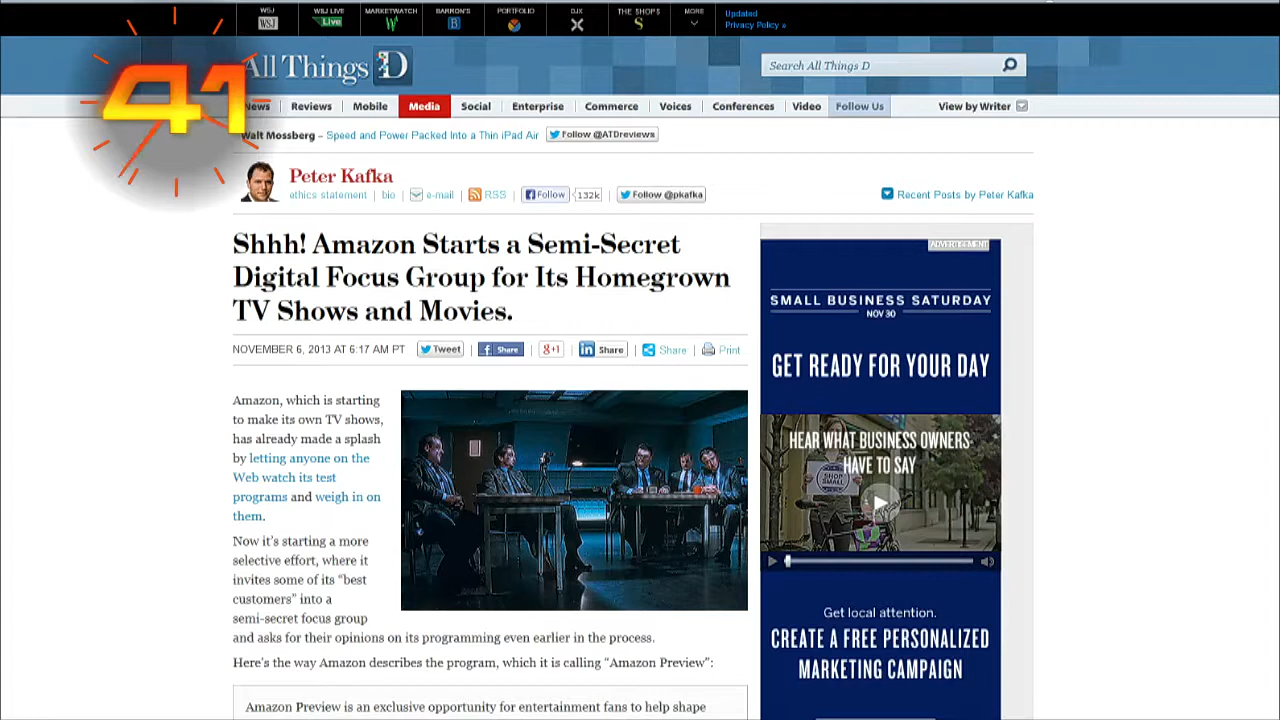 WSJ
WSJ LIVE
MARKETWATCH
BARRON'S
PORTFOLIO
DJX
THE SHOPS
MORE
Updated
Privacy Policy »
WSJ
Live
W
B
X
S
41
All Things D
Search All Things D
News
Reviews
Mobile
Media
Social
Enterprise
Commerce
Voices
Conferences
Video
Follow Us
View by Writer
Walt Mossberg – Speed and Power Packed Into a Thin iPad Air
Follow @ATDreviews
Peter Kafka
ethics statement | bio | e-mail | RSS | Follow 132k | Follow @pkafka
Recent Posts by Peter Kafka
Shhh! Amazon Starts a Semi-Secret
Digital Focus Group for Its Homegrown
TV Shows and Movies.
NOVEMBER 6, 2013 AT 6:17 AM PT
Tweet | Share | g+1 | in Share | Share | Print
Amazon, which is starting
to make its own TV shows,
has already made a splash
by letting anyone on the
Web watch its test
programs and weigh in on
them.
Now it's starting a more
selective effort, where it
invites some of its “best
customers” into a
semi-secret focus group
and asks for their opinions on its programming even earlier in the process.
Here's the way Amazon describes the program, which it is calling “Amazon Preview”:
Amazon Preview is an exclusive opportunity for entertainment fans to help shape
ADVERTISEMENT
SMALL BUSINESS SATURDAY
NOV 30
GET READY FOR YOUR DAY
HEAR WHAT BUSINESS OWNERS
HAVE TO SAY
SHOP
SMALL
Get local attention.
CREATE A FREE PERSONALIZED
MARKETING CAMPAIGN